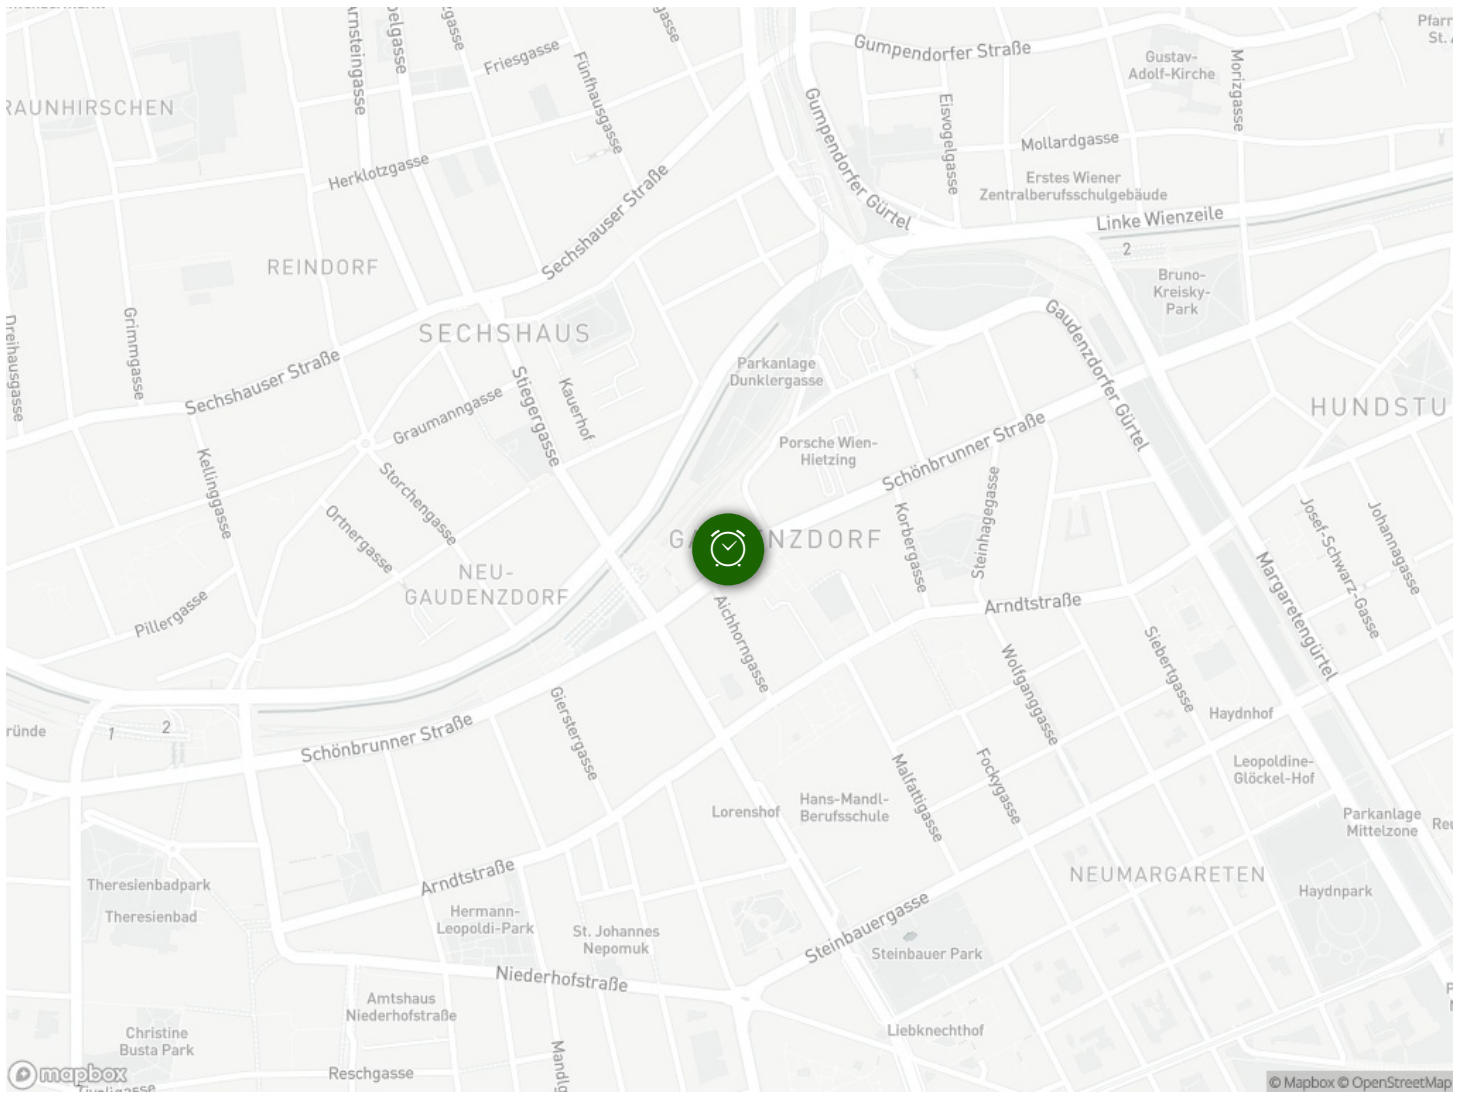 Gumpendorfer Straße
Gustav-
Adolf-Kirche
Morizgasse
Friesgasse
Fünfhausgasse
Arnsteingasse
Gumpendorfer Gürtel
Eisvogelgasse
Mollardgasse
Erstes Wiener
Zentralberufsschulgebäude
Linke Wienzeile
2
Herklotzgasse
Sechshauser Straße
REINDORF
SECHSHAUS
Bruno-
Kreisky-
Park
Gaudenzdorfer Gürtel
Dreihausgasse
Grimmgasse
Sechshauser Straße
Graumanngasse
Stiegergasse
Kauerhof
Parkanlage
Dunklergasse
Porsche Wien-
Hietzing
Schönbrunner Straße
Kellinggasse
Storchengasse
Ortnergasse
Pillergasse
NEU-
GAUDENZDORF
Korbergasse
Steinhagegasse
Josef-Schwarz-Gasse
Johannagasse
Margaretengürtel
Arndtstraße
Aichhorngasse
Wolfganggasse
Siebertgasse
Haydnhof
Leopoldine-
Glöckel-Hof
1
2
Schönbrunner Straße
Gierstergasse
Malfattigasse
Fockygasse
Lorenshof
Hans-Mandl-
Berufsschule
Parkanlage
Mittelzone
NEUMARGARETEN
Haydnpark
Theresienbadpark
Theresienbad
Arndtstraße
Hermann-
Leopoldi-Park
St. Johannes
Nepomuk
Steinbauergasse
Steinbauer Park
Niederhofstraße
Amtshaus
Niederhofstraße
Christine
Busta Park
Liebknechthof
Reschgasse
mapbox
© Mapbox © OpenStreetMap